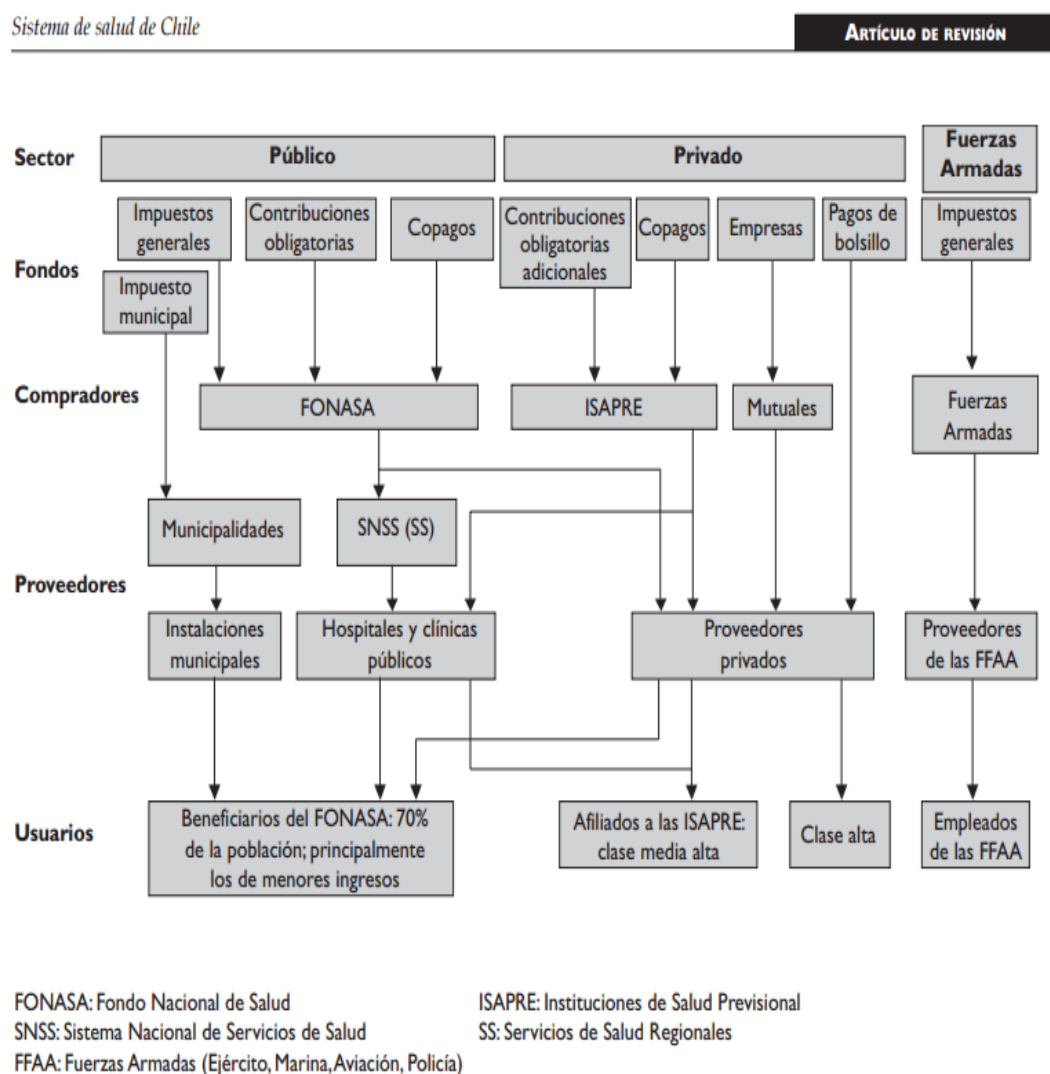 Sistema de salud de Chile
ARTÍCULO DE REVISIÓN
Sector
Público
Privado
Fuerzas
Armadas
Fondos
Impuestos
generales
Contribuciones
obligatorias
Copagos
Contribuciones
obligatorias
adicionales
Copagos
Empresas
Pagos de
bolsillo
Impuestos
generales
Impuesto
municipal
Compradores
FONASA
ISAPRE
Mutuales
Fuerzas
Armadas
Municipalidades
SNSS (SS)
Proveedores
Instalaciones
municipales
Hospitales y clínicas
públicos
Proveedores
privados
Proveedores
de las FFAA
Usuarios
Beneficiarios del FONASA: 70%
de la población; principalmente
los de menores ingresos
Afiliados a las ISAPRE:
clase media alta
Clase alta
Empleados
de las FFAA
FONASA: Fondo Nacional de Salud
ISAPRE: Instituciones de Salud Previsional
SNSS: Sistema Nacional de Servicios de Salud
SS: Servicios de Salud Regionales
FFAA: Fuerzas Armadas (Ejército, Marina, Aviación, Policía)